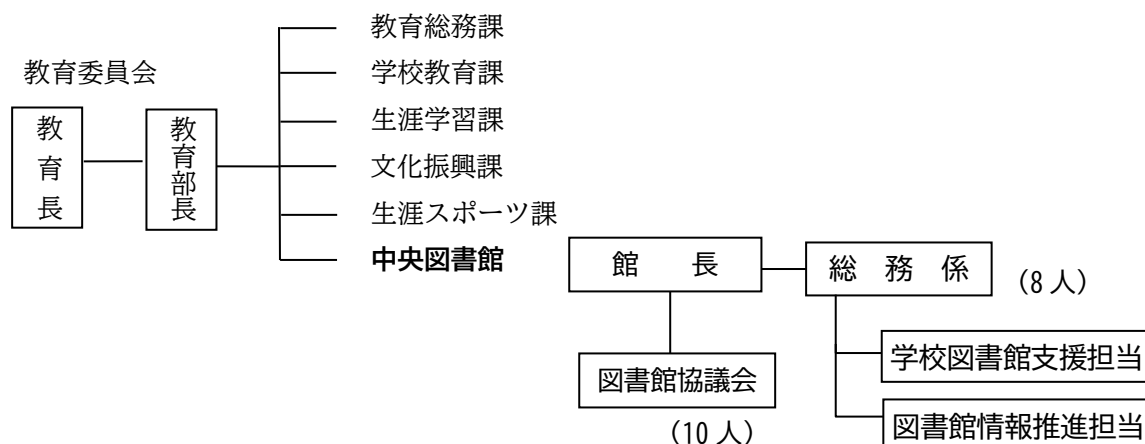 教育総務課
教育委員会
学校教育課
教育長
教育部長
生涯学習課
文化振興課
生涯スポーツ課
中央図書館
館　　長
総　務　係
（8 人）
図書館協議会
（10 人）
学校図書館支援担当
図書館情報推進担当